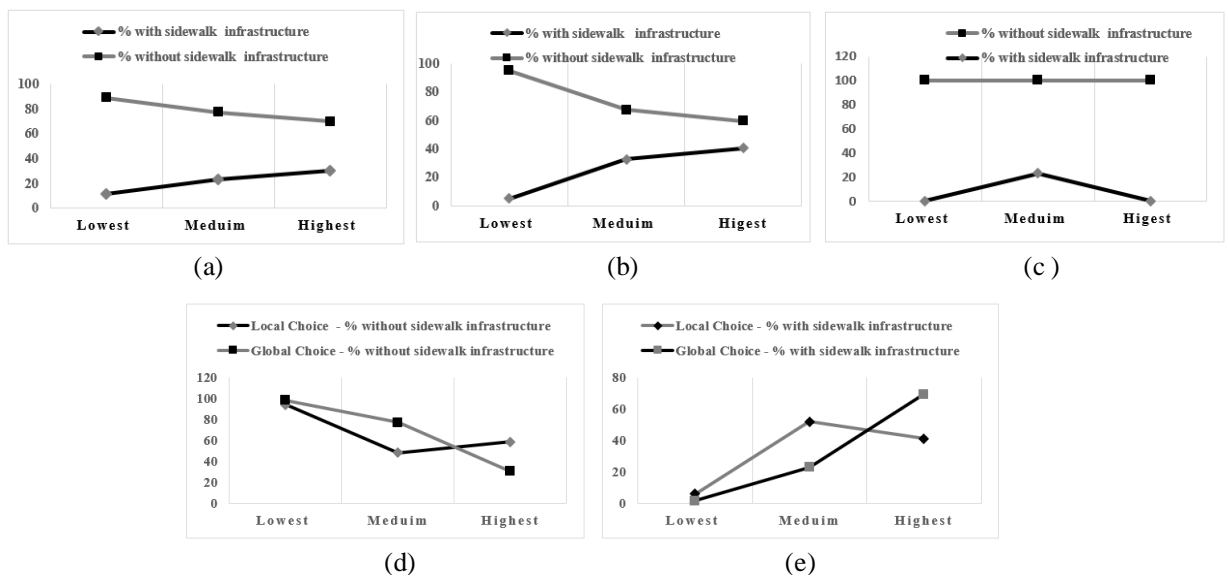 % with sidewalk infrastructure
% without sidewalk infrastructure
100
80
60
40
20
0
Lowest Meduim Highest
(a)
% with sidewalk infrastructure
% without sidewalk infrastructure
100
80
60
40
20
0
Lowest Meduim Higest
(b)
% without sidewalk infrastructure
% with sidewalk infrastructure
120
100
80
60
40
20
0
Lowest Meduim Higest
(c )
Local Choice - % without sidewalk infrastructure
Global Choice - % without sidewalk infrastructure
120
100
80
60
40
20
0
Lowest Meduim Highest
(d)
Local Choice - % with sidewalk infrastructure
Global Choice - % with sidewalk infrastructure
80
60
40
20
0
Lowest Meduim Highest
(e)